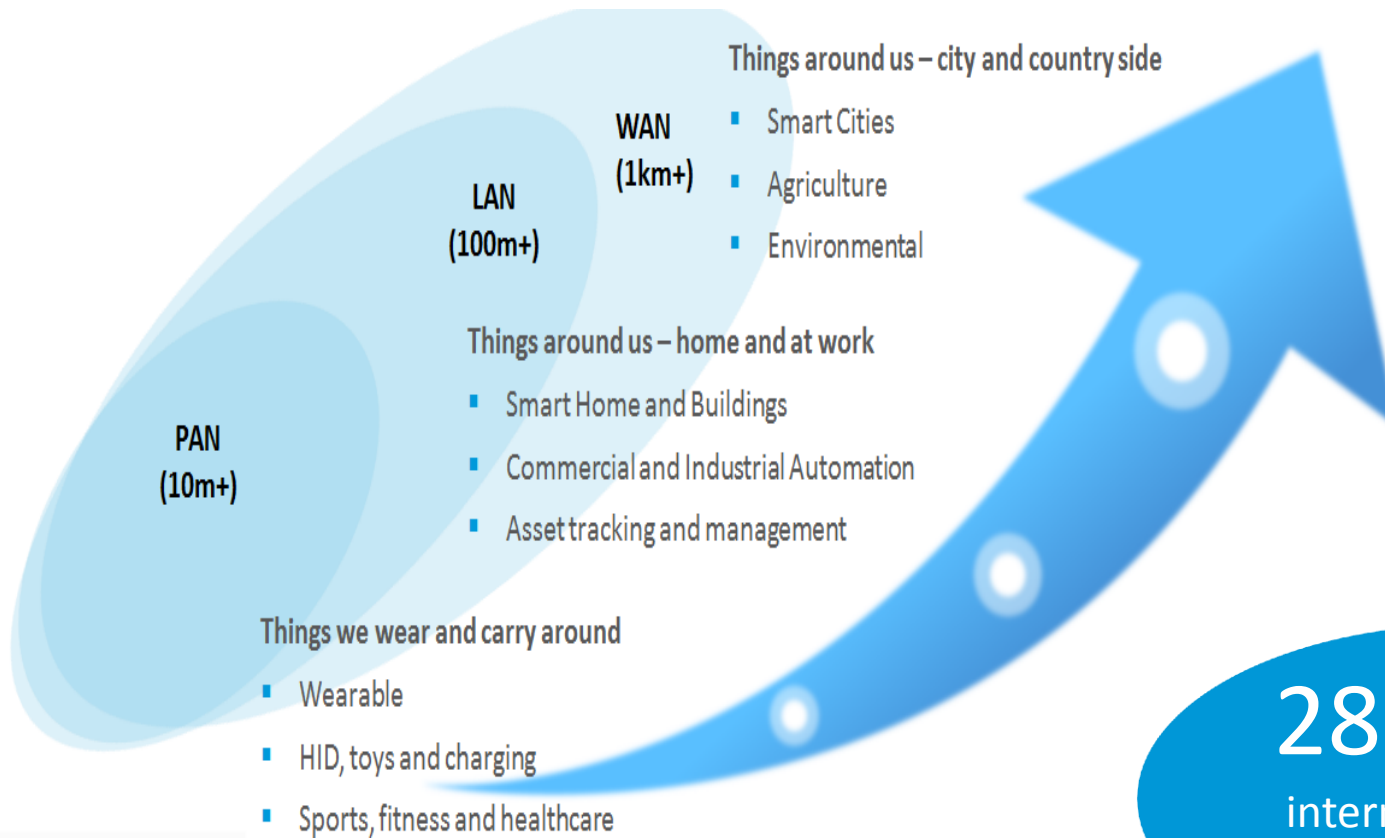 Things around us – city and country side
WAN
(1km+)
▪ Smart Cities
▪ Agriculture
▪ Environmental
LAN
(100m+)
Things around us – home and at work
▪ Smart Home and Buildings
▪ Commercial and Industrial Automation
▪ Asset tracking and management
PAN
(10m+)
Things we wear and carry around
▪ Wearable
▪ HID, toys and charging
▪ Sports, fitness and healthcare
28